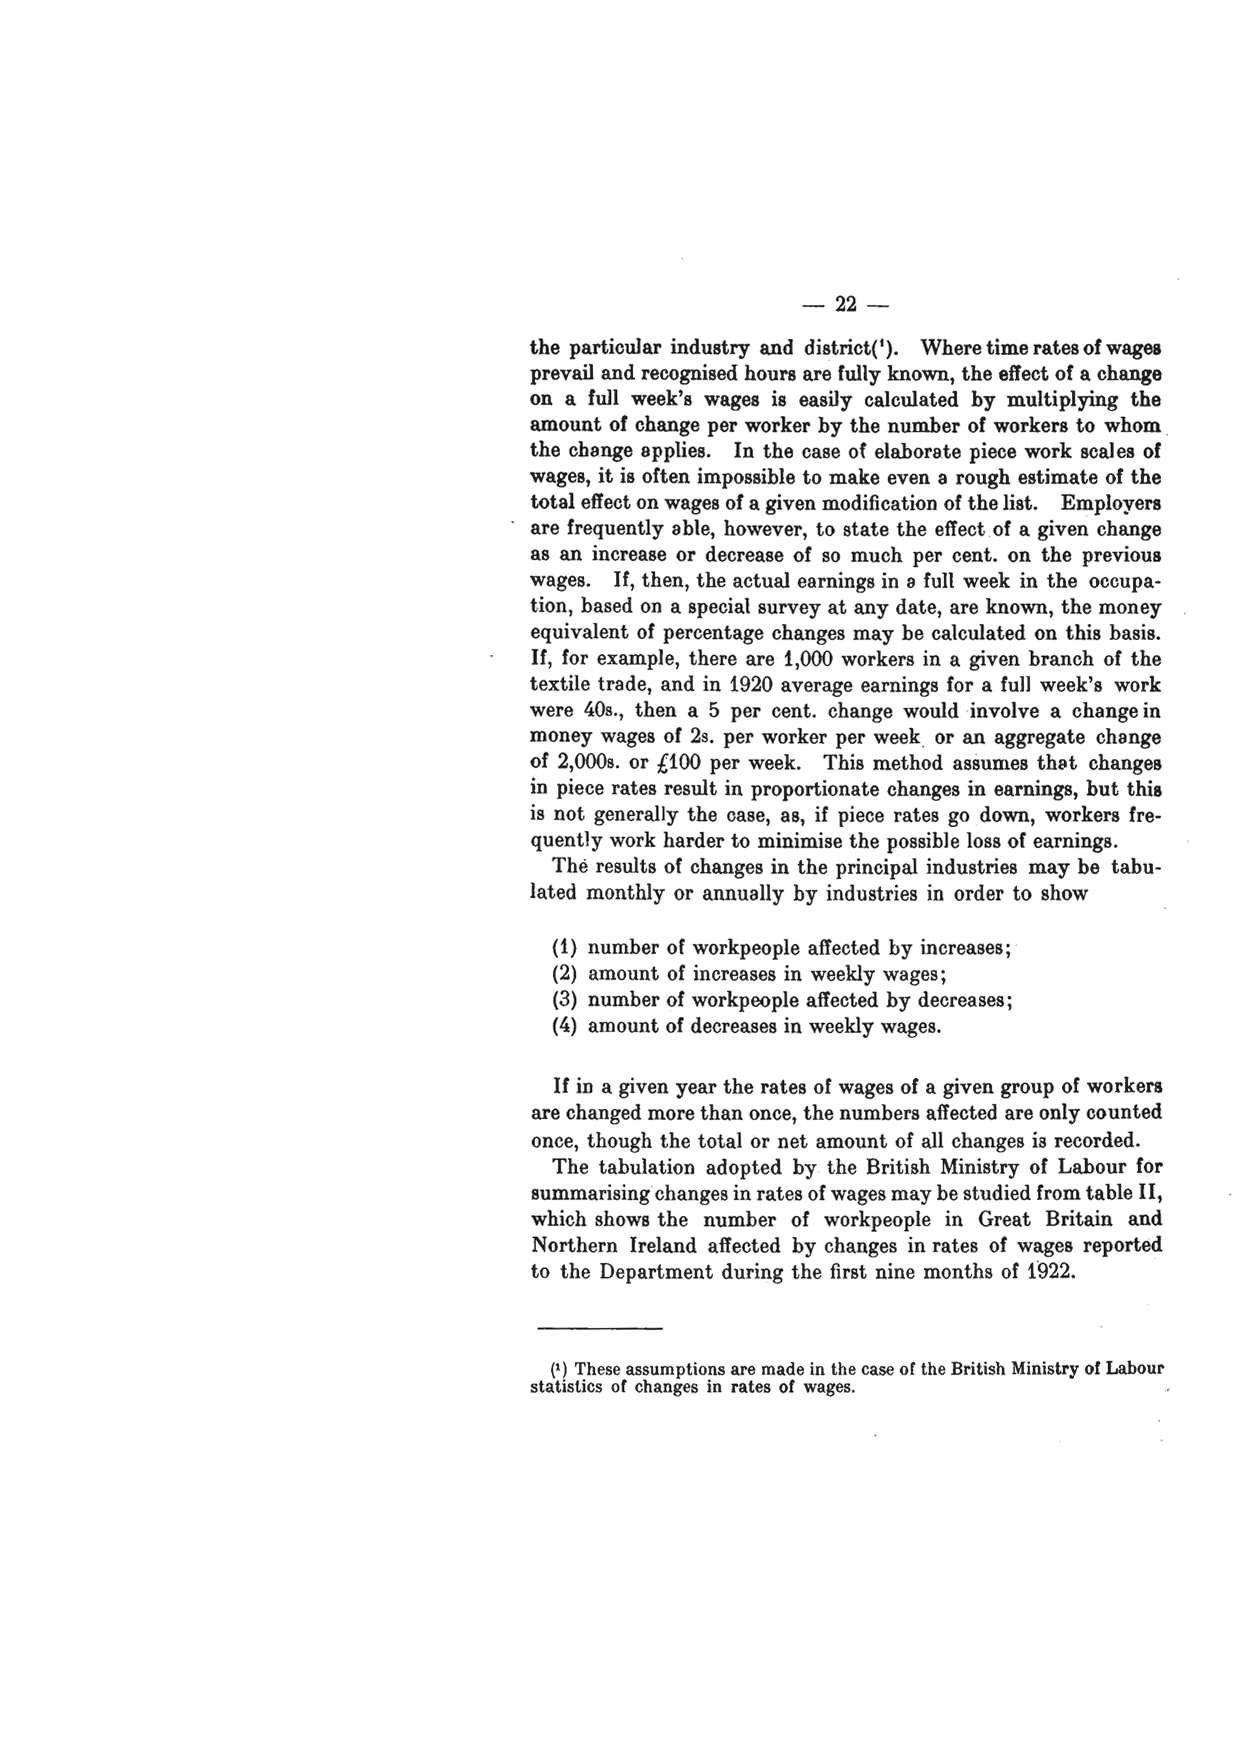 — 22 —
the particular industry and district(¹). Where time rates of wages
prevail and recognised hours are fully known, the effect of a change
on a full week's wages is easily calculated by multiplying the
amount of change per worker by the number of workers to whom
the change applies. In the case of elaborate piece work scales of
wages, it is often impossible to make even a rough estimate of the
total effect on wages of a given modification of the list. Employers
are frequently able, however, to state the effect of a given change
as an increase or decrease of so much per cent. on the previous
wages. If, then, the actual earnings in a full week in the occupa-
tion, based on a special survey at any date, are known, the money
equivalent of percentage changes may be calculated on this basis.
If, for example, there are 1,000 workers in a given branch of the
textile trade, and in 1920 average earnings for a full week's work
were 40s., then a 5 per cent. change would involve a change in
money wages of 2s. per worker per week or an aggregate change
of 2,000s. or £100 per week. This method assumes that changes
in piece rates result in proportionate changes in earnings, but this
is not generally the case, as, if piece rates go down, workers fre-
quently work harder to minimise the possible loss of earnings.
The results of changes in the principal industries may be tabu-
lated monthly or annually by industries in order to show
(1) number of workpeople affected by increases;
(2) amount of increases in weekly wages;
(3) number of workpeople affected by decreases;
(4) amount of decreases in weekly wages.
If in a given year the rates of wages of a given group of workers
are changed more than once, the numbers affected are only counted
once, though the total or net amount of all changes is recorded.
The tabulation adopted by the British Ministry of Labour for
summarising changes in rates of wages may be studied from table II,
which shows the number of workpeople in Great Britain and
Northern Ireland affected by changes in rates of wages reported
to the Department during the first nine months of 1922.
(¹) These assumptions are made in the case of the British Ministry of Labour
statistics of changes in rates of wages.